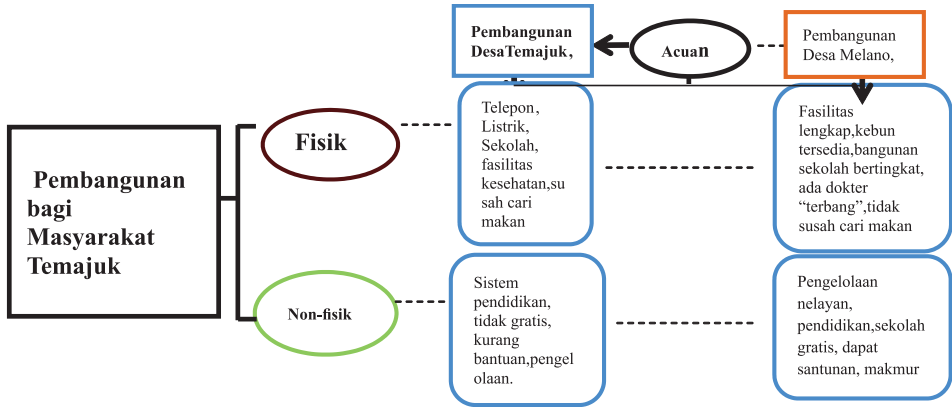 Pembangunan
DesaTemajuk,
Acuan
Pembangunan
Desa Melano,
Pembangunan
bagi
Masyarakat
Temajuk
Fisik
Telepon,
Listrik,
Sekolah,
fasilitas
kesehatan,su
sah cari
makan
Fasilitas
lengkap,kebun
tersedia,bangunan
sekolah bertingkat,
ada dokter
“terbang”,tidak
susah cari makan
Non-fisik
Sistem
pendidikan,
tidak gratis,
kurang
bantuan,pengel
olaan.
Pengelolaan
nelayan,
pendidikan,sekolah
gratis, dapat
santunan, makmur